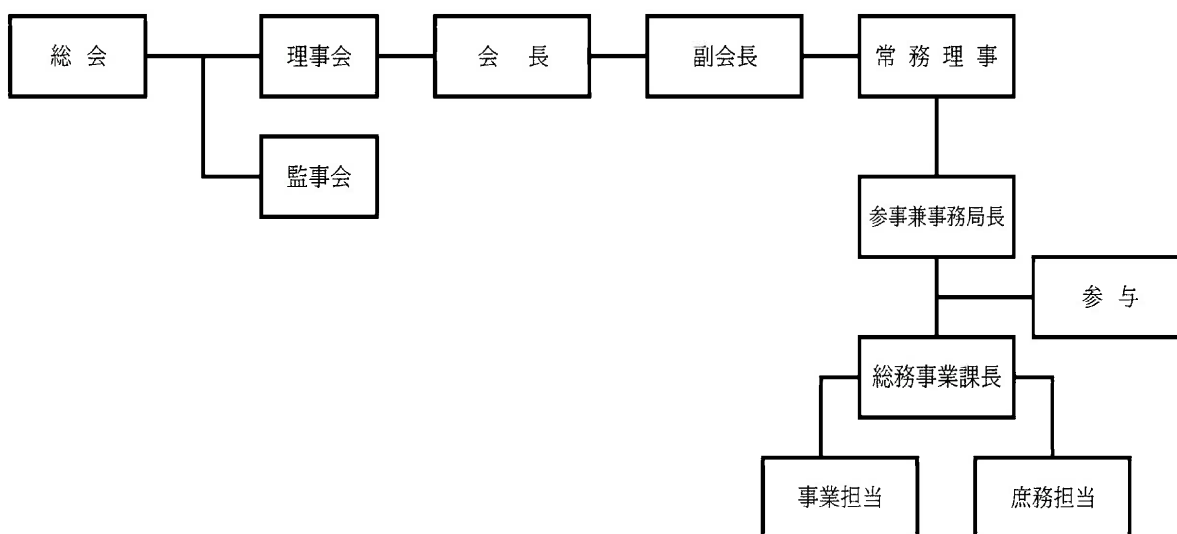 総 会
理事会
会 長
副会長
常 務 理 事
監事会
参事兼事務局長
参 与
総務事業課長
事業担当
庶務担当